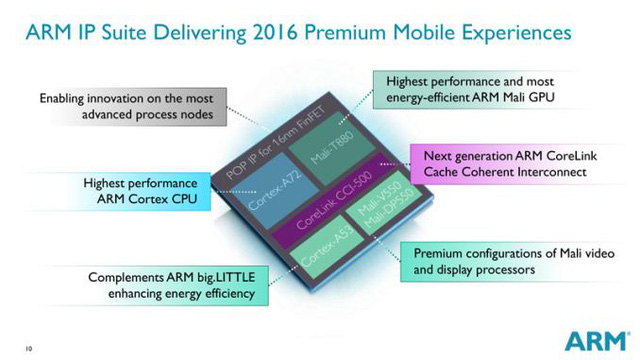 ARM IP Suite Delivering 2016 Premium Mobile Experiences
Enabling innovation on the most
advanced process nodes
Highest performance and most
energy-efficient ARM Mali GPU
POP IP for 16nm FinFET
Mali-T880
Cortex-A72
Next generation ARM CoreLink
Cache Coherent Interconnect
Highest performance
ARM Cortex CPU
CoreLink CCI-500
Mali-V550
Mali-DP550
Cortex-A53
Premium configurations of Mali video
and display processors
Complements ARM big.LITTLE
enhancing energy efficiency
10
ARM®